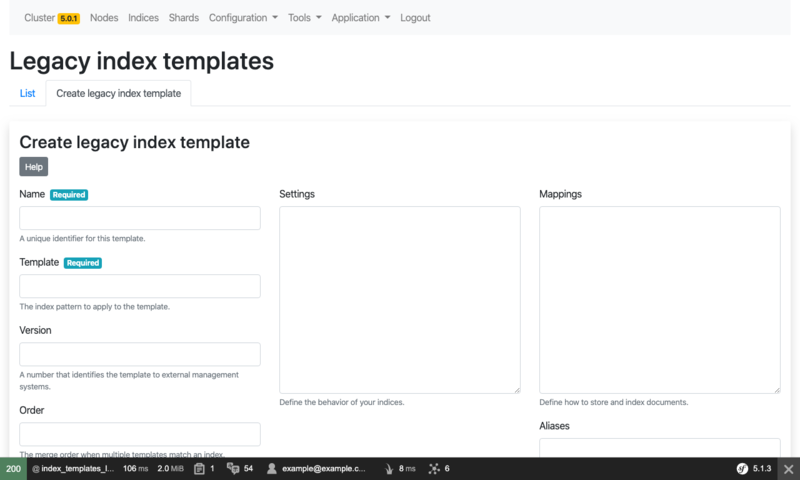 Cluster 5.0.1 Nodes Indices Shards Configuration Tools Application Logout
Legacy index templates
List Create legacy index template
Create legacy index template
Help
Name Required
A unique identifier for this template.
Template Required
The index pattern to apply to the template.
Version
A number that identifies the template to external management
systems.
Order
The merge order when multiple templates match an index.
Settings
Define the behavior of your indices.
Mappings
Define how to store and index documents.
Aliases
200 @ index_templates_l... 106 ms 2.0 MiB 1 54 example@example.c... 8 ms 6 sf 5.1.3